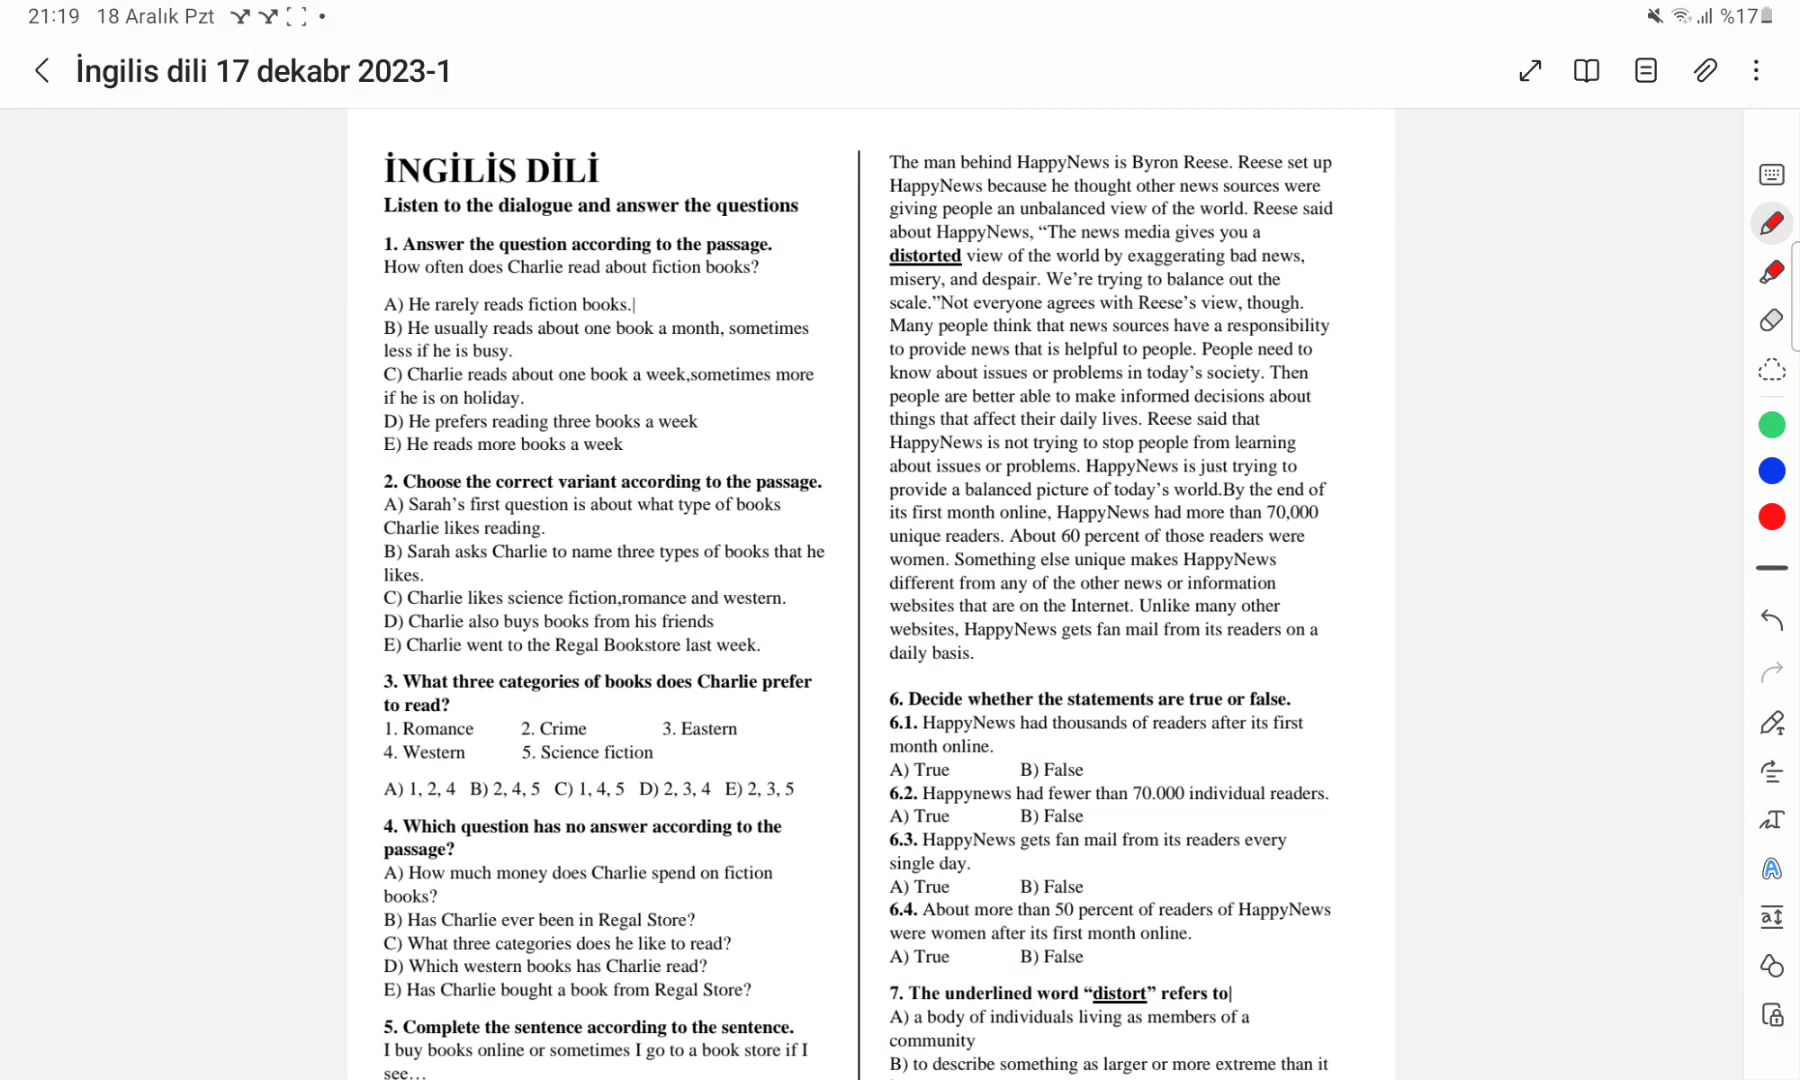 21:19 18 Aralık Pzt
%17
İngilis dili 17 dekabr 2023-1
İNGİLİS DİLİ
Listen to the dialogue and answer the questions
1. Answer the question according to the passage.
How often does Charlie read about fiction books?
A) He rarely reads fiction books.|
B) He usually reads about one book a month, sometimes
less if he is busy.
C) Charlie reads about one book a week,sometimes more
if he is on holiday.
D) He prefers reading three books a week
E) He reads more books a week
2. Choose the correct variant according to the passage.
A) Sarah’s first question is about what type of books
Charlie likes reading.
B) Sarah asks Charlie to name three types of books that he
likes.
C) Charlie likes science fiction,romance and western.
D) Charlie also buys books from his friends
E) Charlie went to the Regal Bookstore last week.
3. What three categories of books does Charlie prefer
to read?
1. Romance 2. Crime 3. Eastern
4. Western 5. Science fiction
A) 1, 2, 4 B) 2, 4, 5 C) 1, 4, 5 D) 2, 3, 4 E) 2, 3, 5
4. Which question has no answer according to the
passage?
A) How much money does Charlie spend on fiction
books?
B) Has Charlie ever been in Regal Store?
C) What three categories does he like to read?
D) Which western books has Charlie read?
E) Has Charlie bought a book from Regal Store?
5. Complete the sentence according to the sentence.
I buy books online or sometimes I go to a book store if I
see…
The man behind HappyNews is Byron Reese. Reese set up
HappyNews because he thought other news sources were
giving people an unbalanced view of the world. Reese said
about HappyNews, “The news media gives you a
distorted view of the world by exaggerating bad news,
misery, and despair. We’re trying to balance out the
scale.”Not everyone agrees with Reese’s view, though.
Many people think that news sources have a responsibility
to provide news that is helpful to people. People need to
know about issues or problems in today’s society. Then
people are better able to make informed decisions about
things that affect their daily lives. Reese said that
HappyNews is not trying to stop people from learning
about issues or problems. HappyNews is just trying to
provide a balanced picture of today’s world.By the end of
its first month online, HappyNews had more than 70,000
unique readers. About 60 percent of those readers were
women. Something else unique makes HappyNews
different from any of the other news or information
websites that are on the Internet. Unlike many other
websites, HappyNews gets fan mail from its readers on a
daily basis.
6. Decide whether the statements are true or false.
6.1. HappyNews had thousands of readers after its first
month online.
A) True B) False
6.2. Happynews had fewer than 70.000 individual readers.
A) True B) False
6.3. HappyNews gets fan mail from its readers every
single day.
A) True B) False
6.4. About more than 50 percent of readers of HappyNews
were women after its first month online.
A) True B) False
7. The underlined word “distort” refers to|
A) a body of individuals living as members of a
community
B) to describe something as larger or more extreme than it